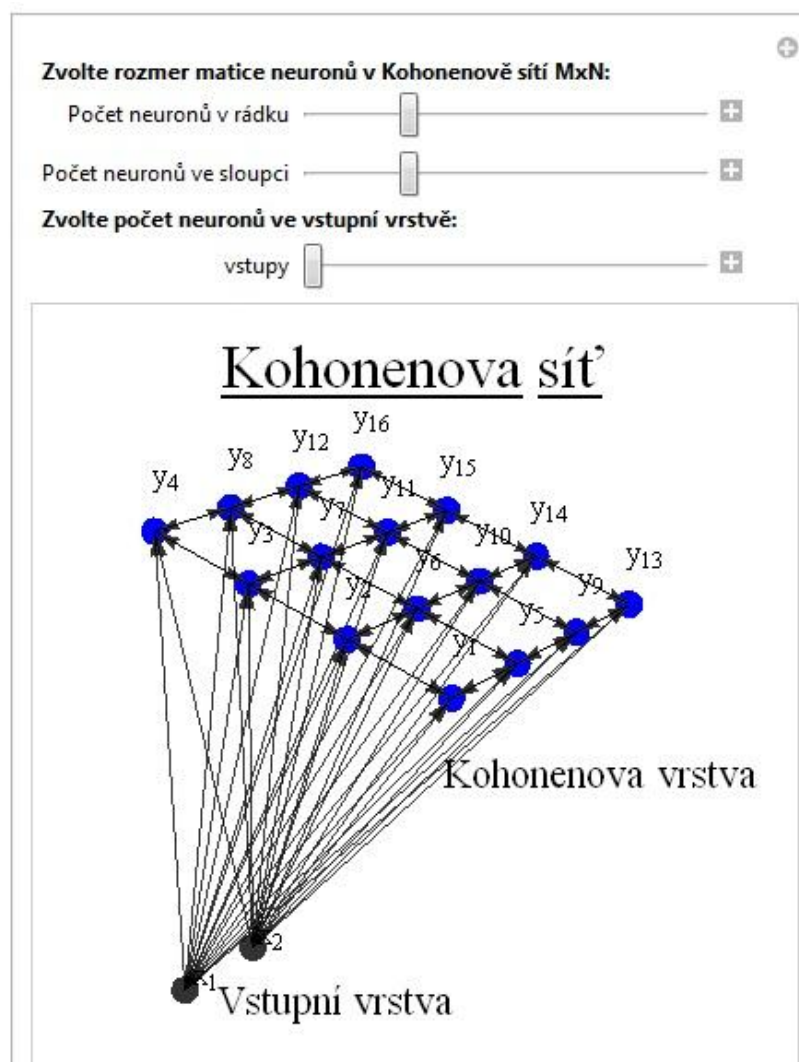 Zvolte rozmer matice neuronů v Kohonenově sítí MxN:
Počet neuronů v rádku
Počet neuronů ve sloupci
Zvolte počet neuronů ve vstupní vrstvě:
vstupy
Kohonenova síť
y16
y12
y8
y4
y11
y15
y7
y3
y10
y14
y6
y2
y9
y13
y5
y1
Kohonenova vrstva
x2
x1
Vstupní vrstva